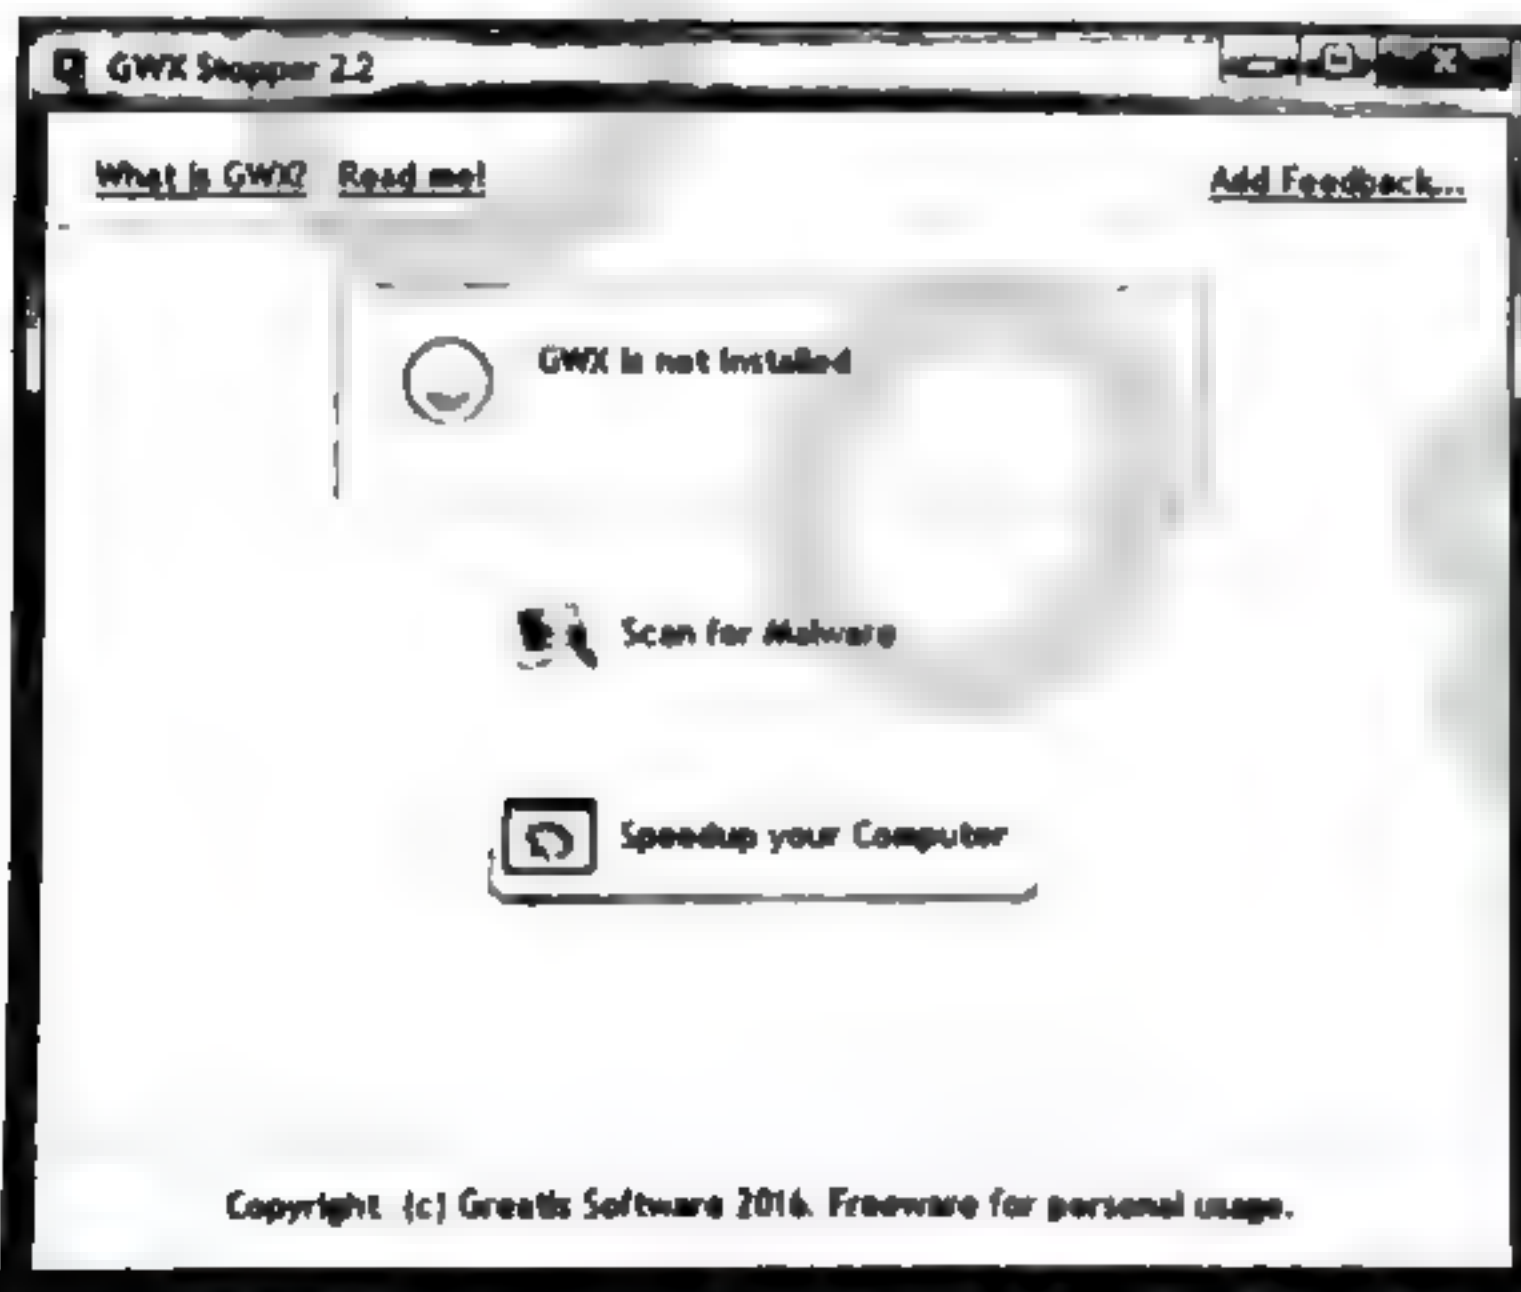 GWX Stopper 2.2
What is GWX? Read me! Add Feedback...
GWX is not installed
Scan for Malware
Speedup your Computer
Copyright (c) Greatis Software 2016. Freeware for personal usage.